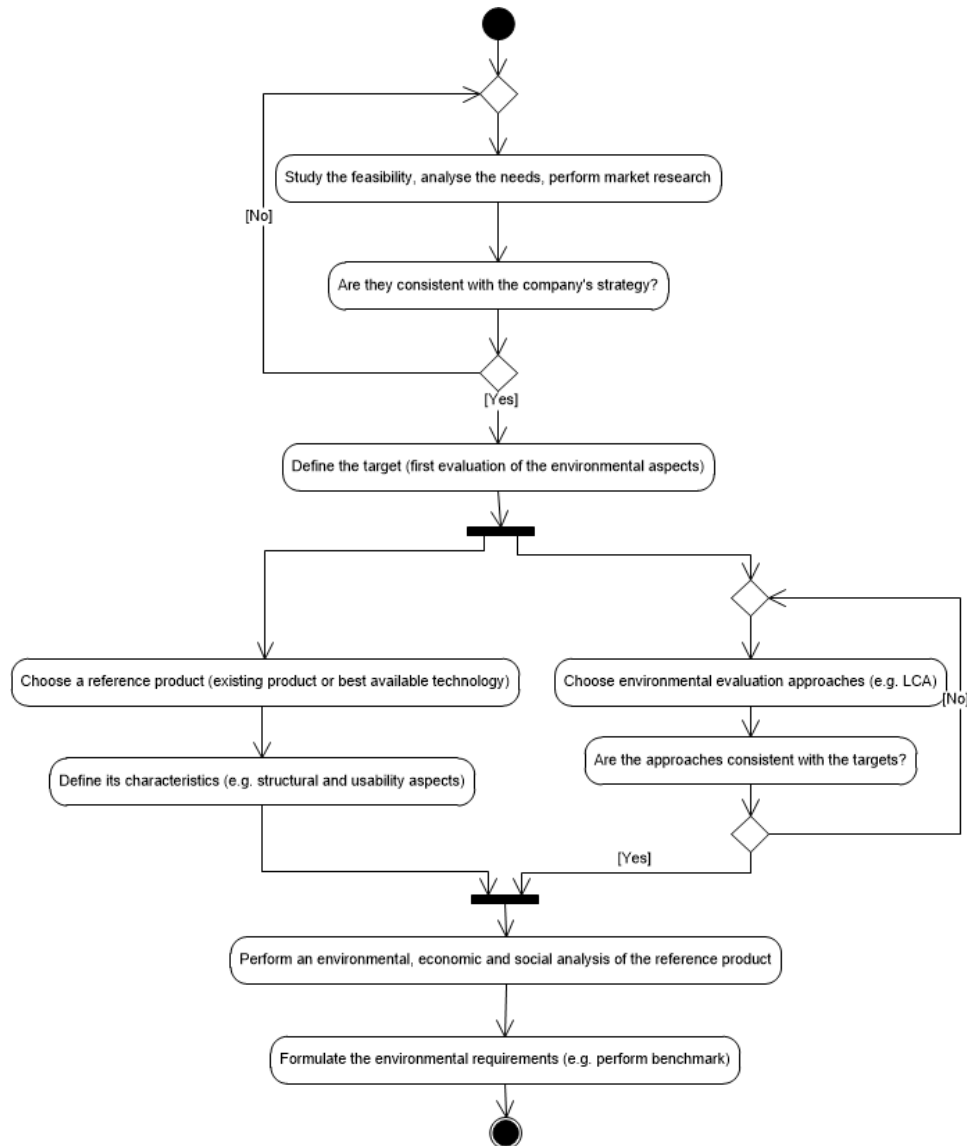 Study the feasibility, analyse the needs, perform market research
[No]
Are they consistent with the company's strategy?
[Yes]
Define the target (first evaluation of the environmental aspects)
Choose a reference product (existing product or best available technology)
Choose environmental evaluation approaches (e.g. LCA)
[No]
Define its characteristics (e.g. structural and usability aspects)
Are the approaches consistent with the targets?
[Yes]
Perform an environmental, economic and social analysis of the reference product
Formulate the environmental requirements (e.g. perform benchmark)